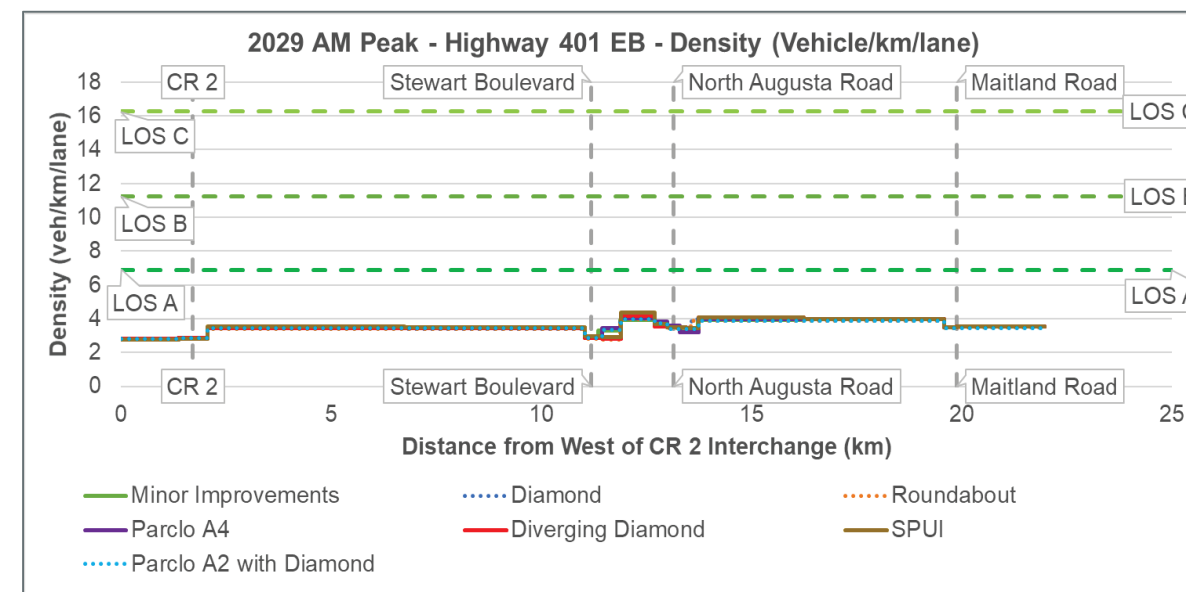 2029 AM Peak - Highway 401 EB - Density (Vehicle/km/lane)
18
CR 2
Stewart Boulevard
North Augusta Road
Maitland Road
16
LOS C
LOS C
14
12
LOS B
LOS B
10
8
6
LOS A
LOS A
4
2
0
Density (veh/km/lane)
CR 2
Stewart Boulevard
North Augusta Road
Maitland Road
0 5 10 15 20 25
Distance from West of CR 2 Interchange (km)
Minor Improvements Diamond Roundabout
Parclo A4 Diverging Diamond SPUI
Parclo A2 with Diamond